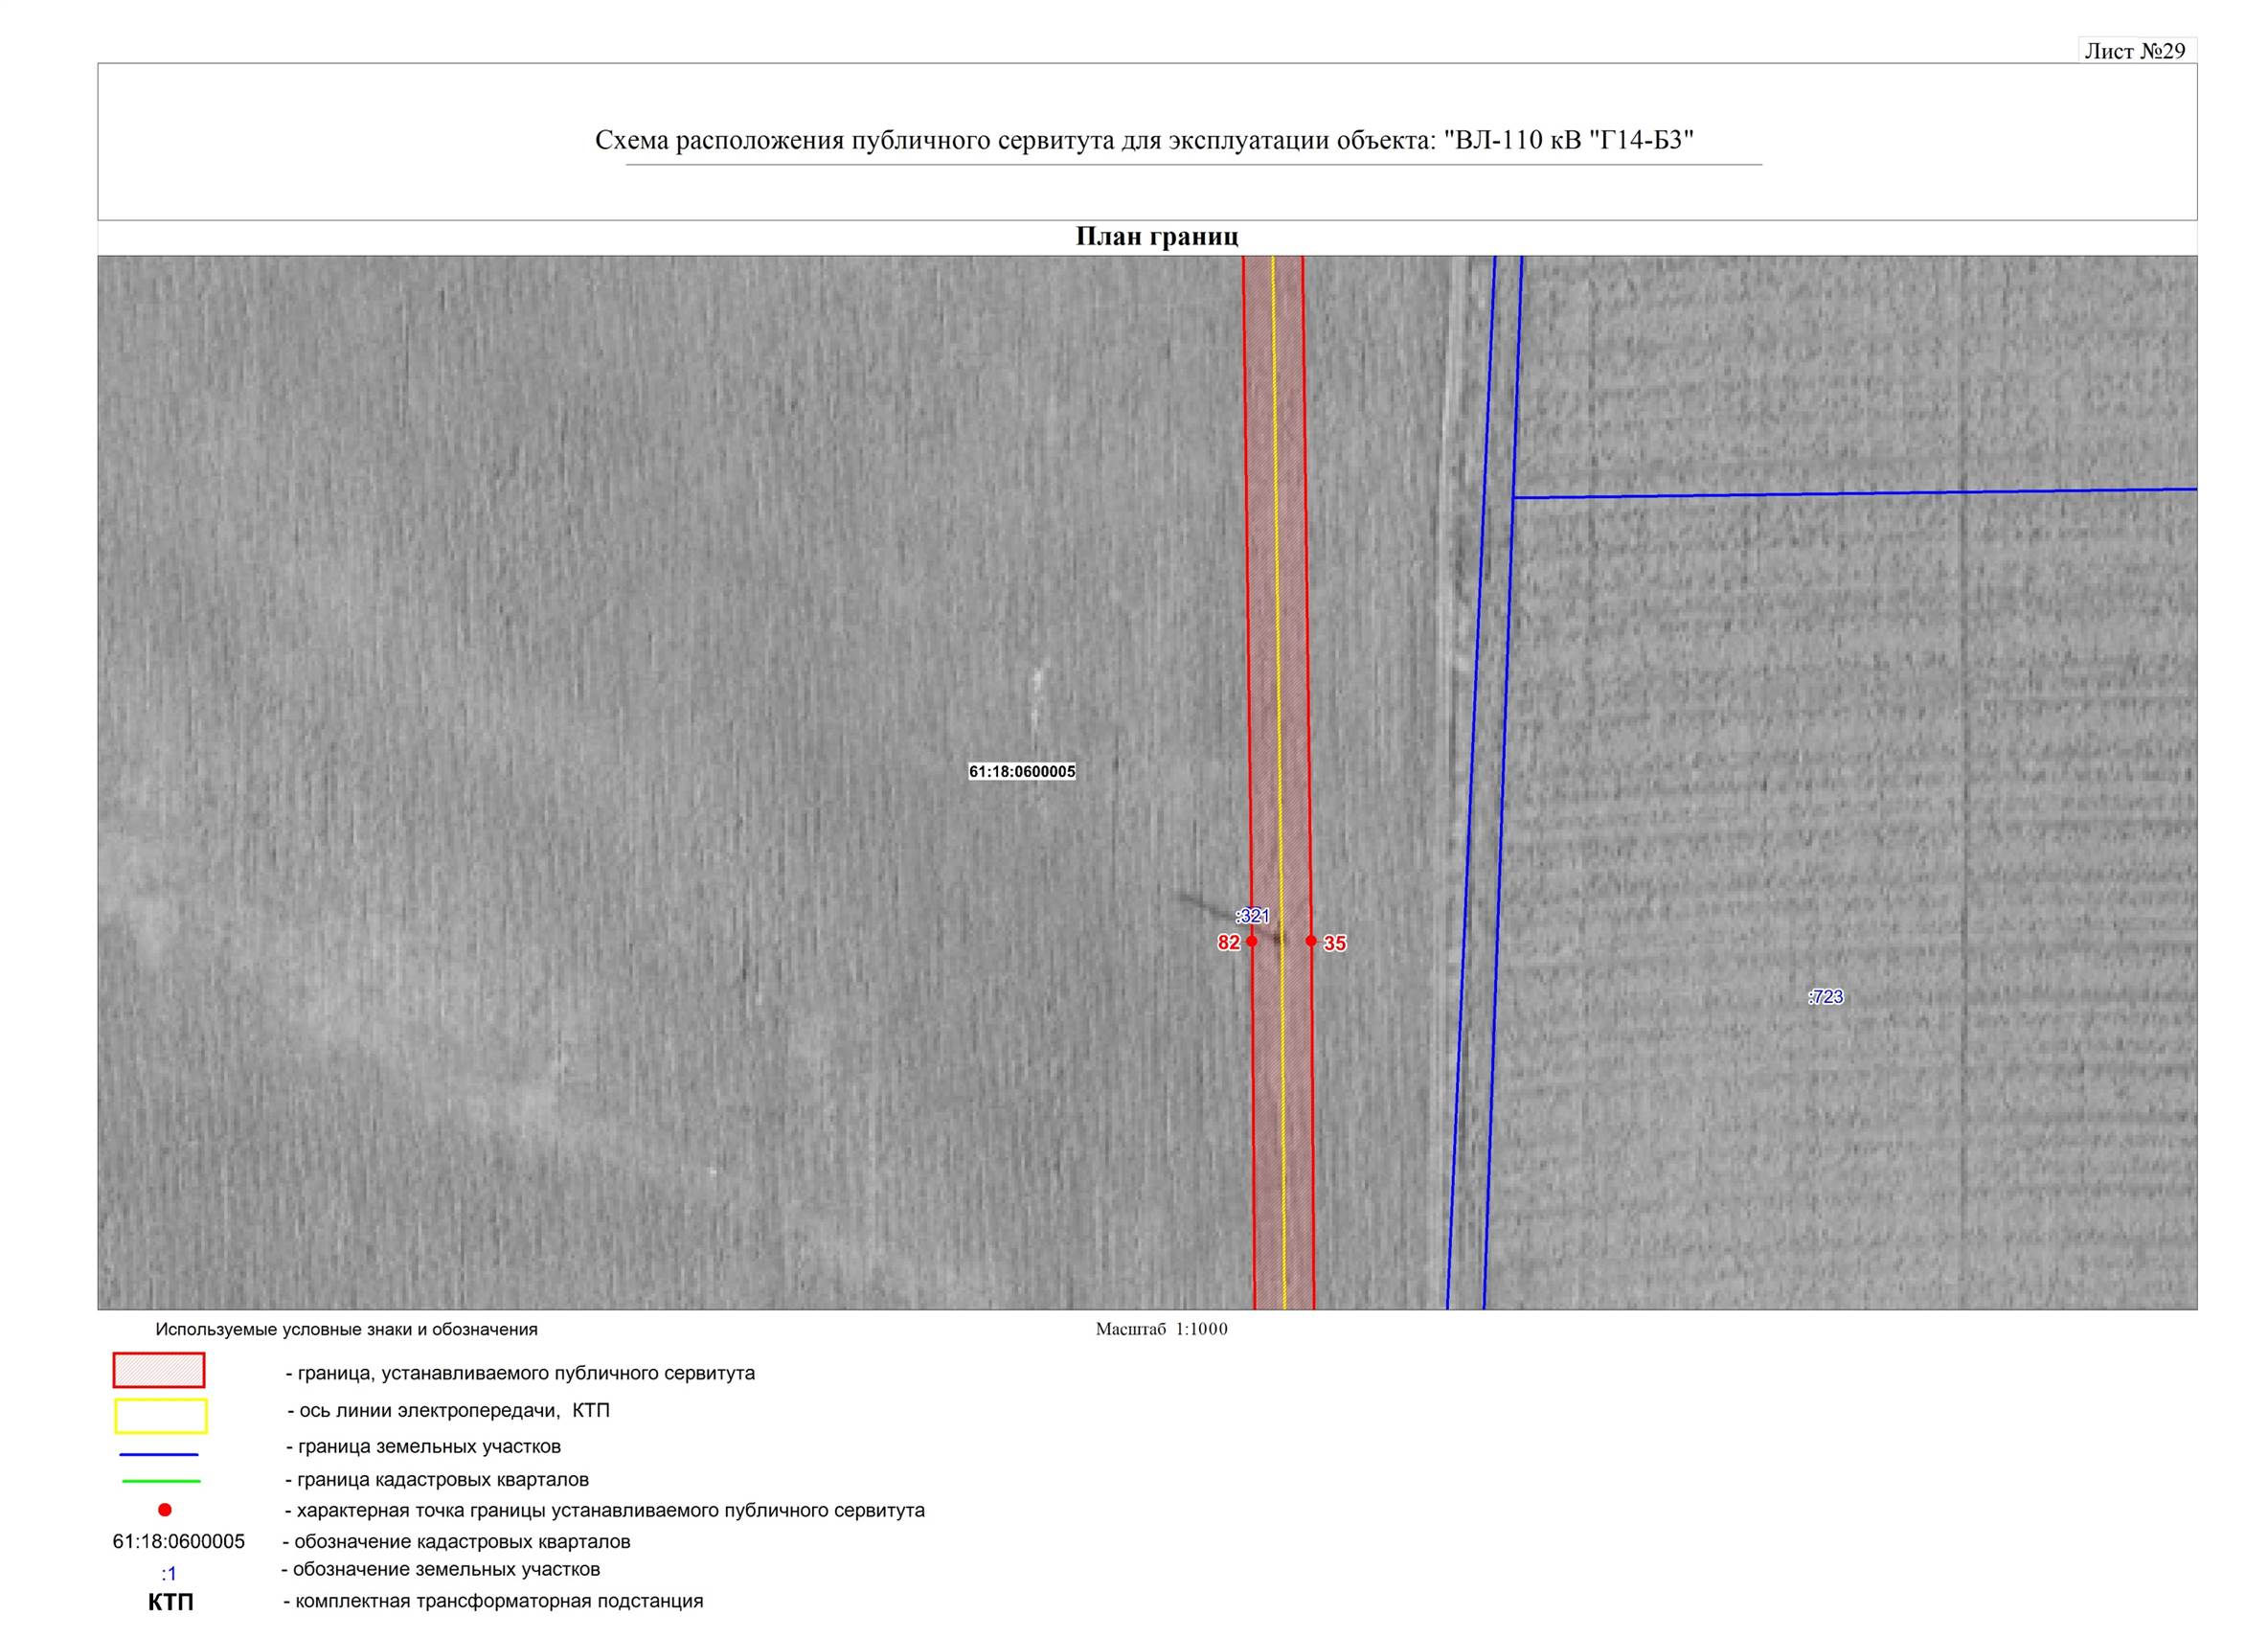 Лист №29
Схема расположения публичного сервитута для эксплуатации объекта: "ВЛ-110 кВ "Г14-Б3"
План границ
61:18:0600005
:321
82
35
:723
Используемые условные знаки и обозначения
Масштаб 1:1000
- граница, устанавливаемого публичного сервитута
- ось линии электропередачи, КТП
- граница земельных участков
- граница кадастровых кварталов
- характерная точка границы устанавливаемого публичного сервитута
61:18:0600005 - обозначение кадастровых кварталов
:1 - обозначение земельных участков
КТП - комплектная трансформаторная подстанция